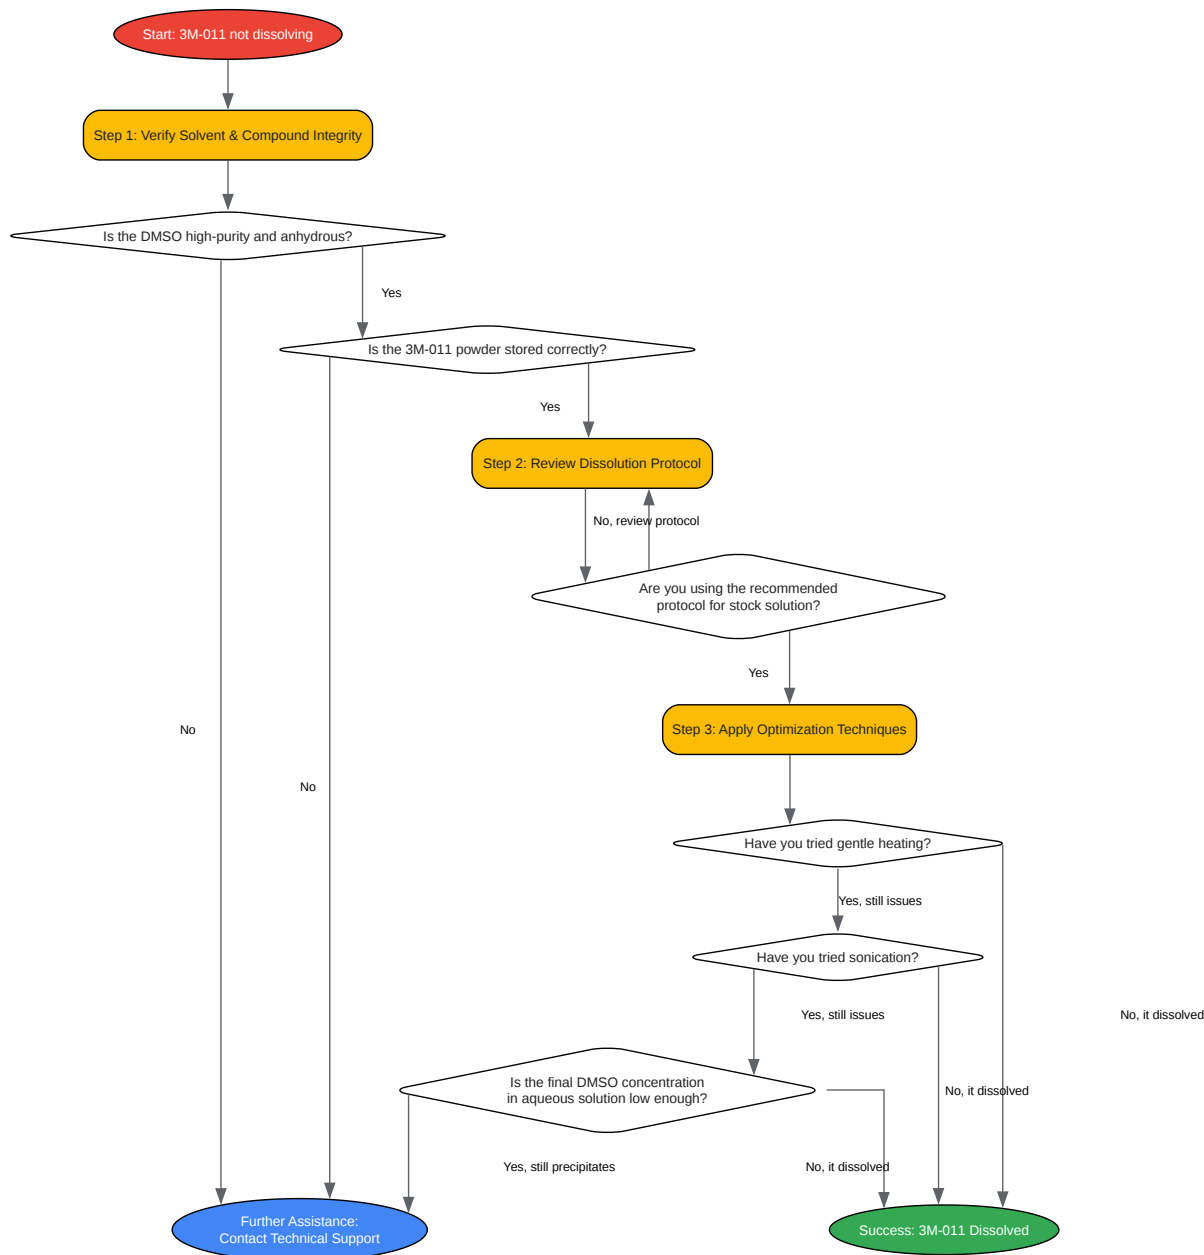 Start: 3M-011 not dissolving
Step 1: Verify Solvent & Compound Integrity
Is the DMSO high-purity and anhydrous?
Yes
Is the 3M-011 powder stored correctly?
Yes
Step 2: Review Dissolution Protocol
No, review protocol
Are you using the recommended
protocol for stock solution?
Yes
No
Step 3: Apply Optimization Techniques
No
Have you tried gentle heating?
Yes, still issues
Have you tried sonication?
Yes, still issues
No, it dissolved
Is the final DMSO concentration
in aqueous solution low enough?
No, it dissolved
Yes, still precipitates
No, it dissolved
Further Assistance:
Contact Technical Support
Success: 3M-011 Dissolved